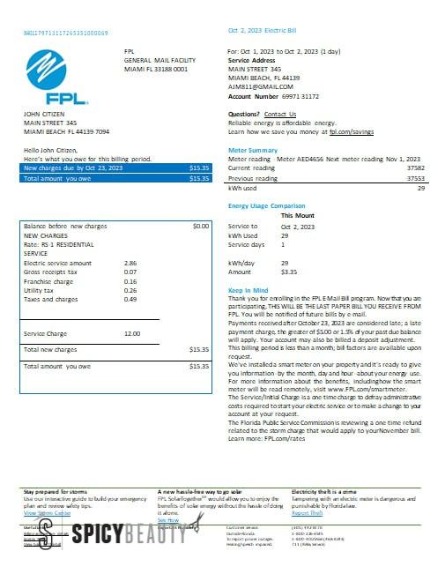 Oct 2, 2023 Electric Bill
FPL
GENERAL MAIL FACILITY
MIAMI FL 33188 0001
FPL
JOHN CITIZEN
MAIN STREET 345
MIAMI BEACH, FL 44139 7094
For: Oct 1, 2023 to Oct 2, 2023 (1 day)
Service Address
MAIN STREET 345
MIAMI BEACH, FL 44139
AJMB11@GMAIL.COM
Account Number 69971 31172
Questions? Contact Us
Reliable energy is affordable energy.
Learn how we save you money at fpl.com/savings
Hello John Citizen,
Here's what you owe for this billing period.
New charges due by Oct 23, 2023 $15.35
Total amount you owe $15.35
Meter Summary
Meter reading Meter AED4656 Next meter reading Nov 1, 2023
Current reading 37582
Previous reading 37553
kWh used 29
Energy Usage Comparison
This Mount
Service to Oct 2, 2023
kWh Used 29
Service days 1
kWh/day 29
Amount $3.35
Balance before new charges $0.00
NEW CHARGES
Rate: RS-1 RESIDENTIAL
SERVICE
Electric service amount 2.86
Gross receipts tax 0.07
Franchise charge 0.16
Utility tax 0.26
Taxes and charges 0.49
Service Charge 12.00
Total new charges $15.35
Total amount you owe $15.35
Keep In Mind
Thank you for enrolling in the FPL E-Mail Bill program. Now that you are
participating, THIS WILL BE THE LAST PAPER BILL YOU RECEIVE FROM
FPL. You will be notified of future bills by e-mail.
Payments received after October 23, 2023 are considered late; a late
payment charge, the greater of $5.00 or 1.5% of your past due balance
will apply. Your account may also be billed a deposit adjustment.
This billing period is less than a month; bill factors are available upon
request.
We've installed a smart meter on your property and it's ready to give
you information by the month, day and hour about your energy use.
For more information about the benefits, including how the smart
meter will be read remotely, visit www.FPL.com/smartmeter.
The Service/Initial Charge is a one time charge to defray administrative
costs required to start your electric service or to make a change to your
account at your request.
The Florida Public Service Commission is reviewing a one time refund
related to the storm charge that would apply to your November bill.
Learn more: FPL.com/rates
Stay prepared for storms
Use our interactive guide to build your emergency
plan and review safety tips.
View Storm Center
A new hassle-free way to go solar
FPL SolarTogether℠ would allow you to enjoy the
benefits of solar energy without the hassle of doing
it alone.
See How
Electricity theft is a crime
Tampering with an electric meter is dangerous and
punishable by florida law.
Report Theft
SPICYBEAUTY